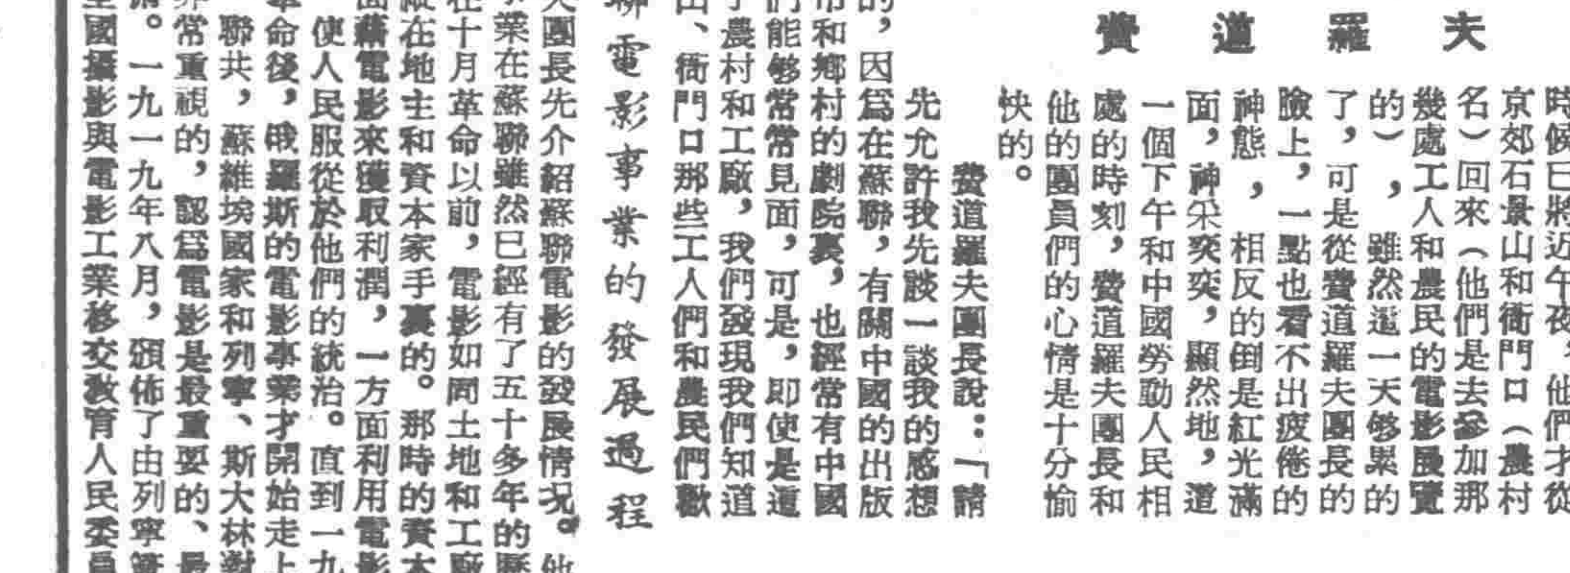 費道羅夫
時候已將近午夜，他們才從
京郊石景山和衙門口（農村
名）回來（他們是去參加那
幾處工人和農民的電影展覽
的），雖然這一天够累的
了，可是從費道羅夫團長的
臉上，一點也看不出疲倦的
神態，相反的倒是紅光滿
面，神采奕奕，顯然地，這
一個下午和中國勞動人民相
處的時刻，費道羅夫團長和
他的團員們的心情是十分愉
快的。
費道羅夫團長說：「請
先允許我先談一談我的感想
的，因爲在蘇聯，有關中國的出版
市和鄉村的劇院裏，也經常有中國
們能够常常見面，可是，即使是這
農村和工廠，我們發現我們知道
、衙門口那些工人們和農民們歡
聯電影事業的發展過程
夫團長先介紹蘇聯電影的發展情况。他
業在蘇聯雖然已經有了五十多年的歷
在十月革命以前，電影如同土地和工廠
在地主和資本家手裏的。那時的資本
面藉電影來獲取利潤，一方面利用電影
使人民服從於他們的統治。直到一九
革命後，俄羅斯的電影事業才開始走上
聯共，蘇維埃國家和列寧、斯大林對
非常重視的，認爲電影是最重要的、最
。一九一九年八月，頒佈了由列寧簽
國攝影與電影工業移交教育人民委員